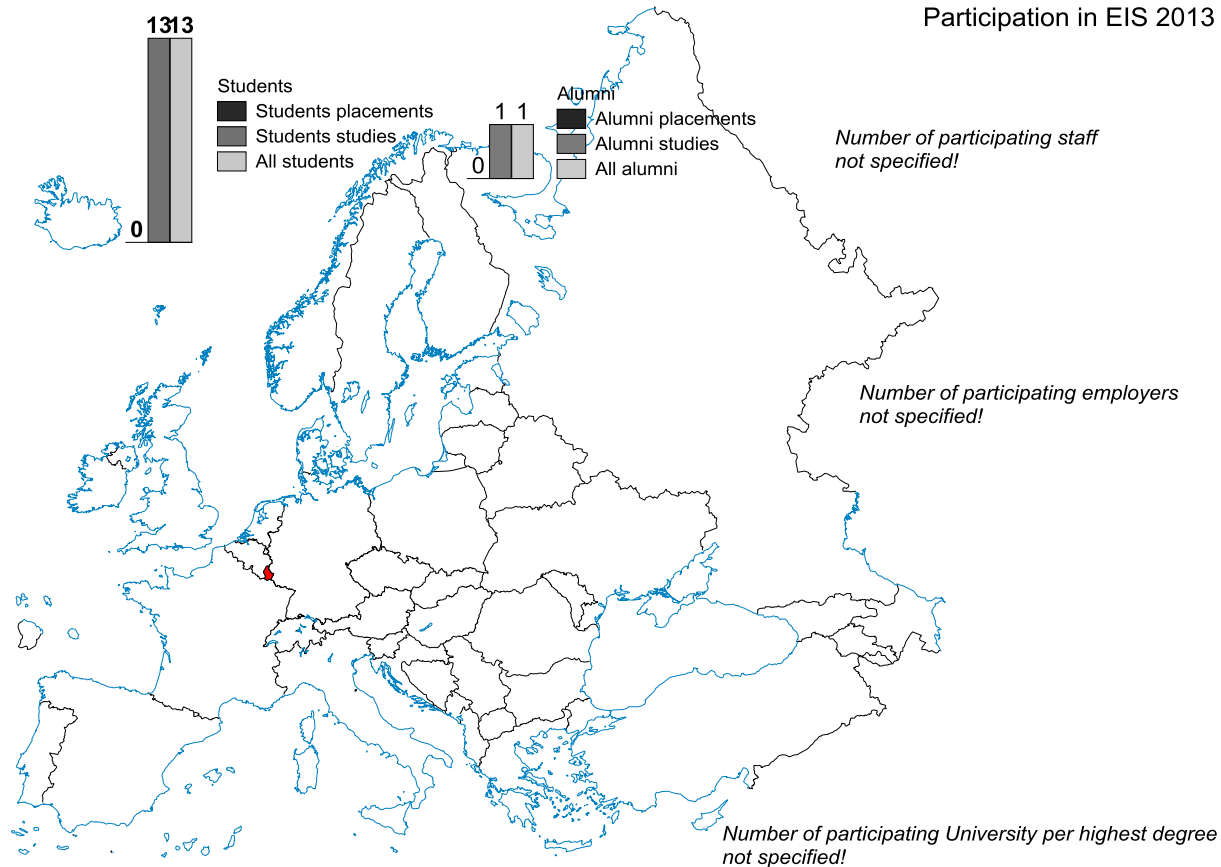 Participation in EIS 2013
1313
0
Students
Students placements
Students studies
All students
1 1
0
Alumni
Alumni placements
Alumni studies
All alumni
Number of participating staff
not specified!
Number of participating employers
not specified!
Number of participating University per highest degree
not specified!